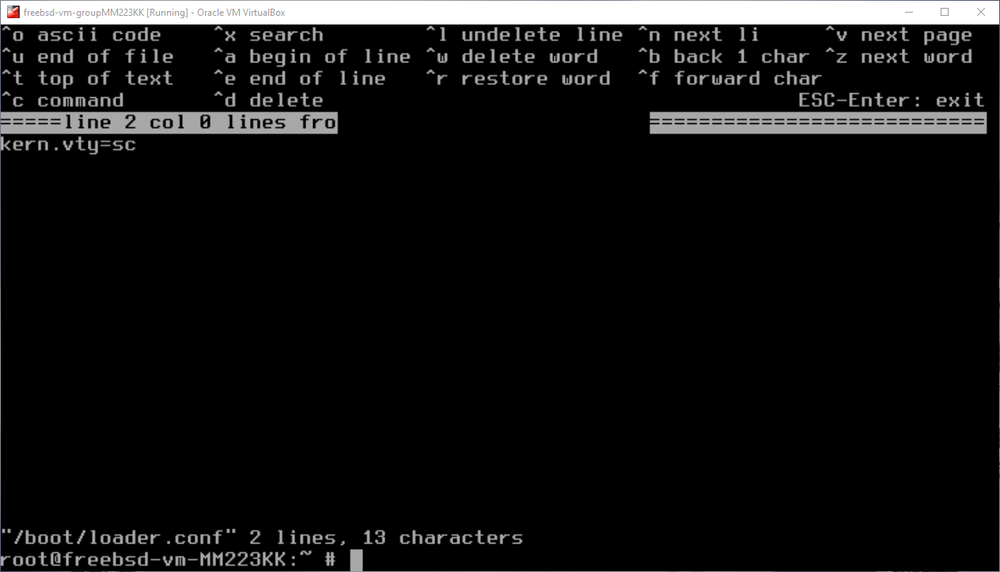 freebsd-vm-groupMM223KK [Running] - Oracle VM VirtualBox
^o ascii code ^x search ^l undelete line ^n next li ^v next page
^u end of file ^a begin of line ^w delete word ^b back 1 char ^z next word
^t top of text ^e end of line ^r restore word ^f forward char
^c command ^d delete ESC-Enter: exit
=====line 2 col 0 lines fro ===========================
kern.vty=sc
"/boot/loader.conf" 2 lines, 13 characters
root@freebsd-vm-MM223KK:~ #